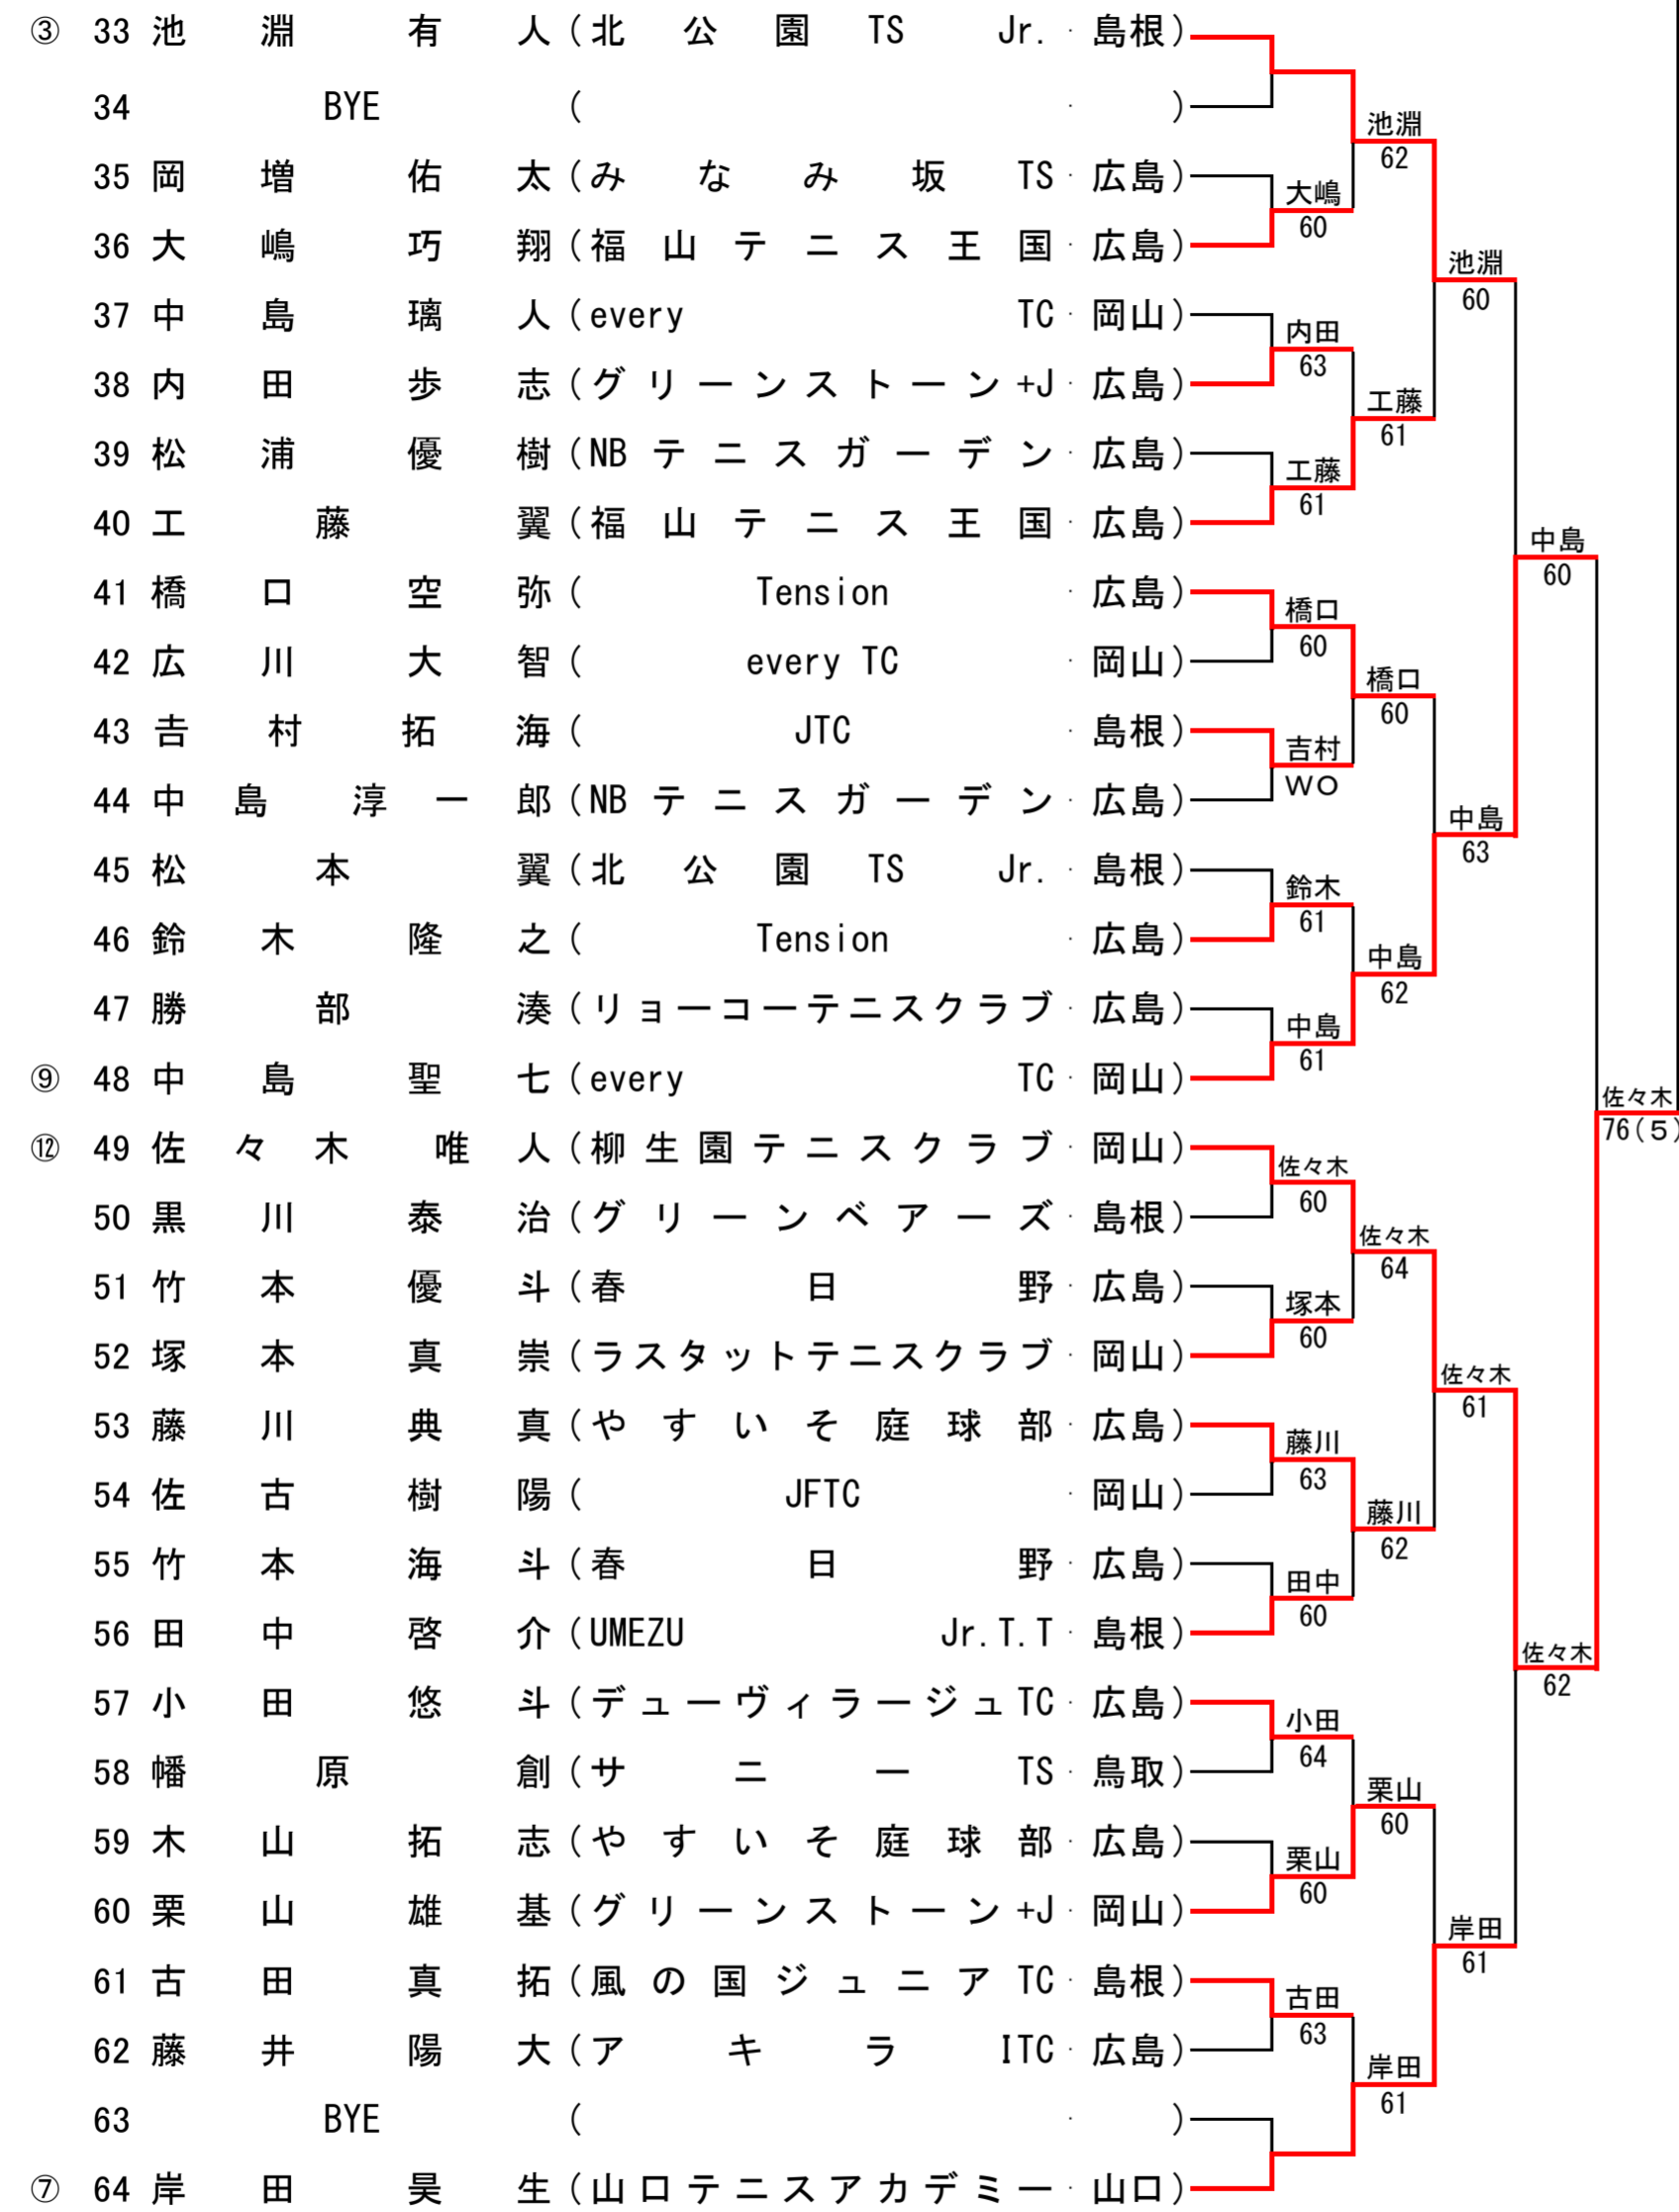 ③ 33 池淵有人(北公園TS Jr.・島根)
34 BYE ( ・ )
池淵
62
35 岡増佑太(みなみ坂TS・広島)
大嶋
60
36 大嶋巧翔(福山テニス王国・広島)
池淵
60
37 中島璃人(every TC・岡山)
内田
63
38 内田歩志(グリーンストーン+J・広島)
工藤
61
39 松浦優樹(NBテニスガーデン・広島)
工藤
61
40 工藤翼(福山テニス王国・広島)
中島
60
41 橋口空弥(Tension・広島)
橋口
60
42 広川大智(every TC・岡山)
橋口
60
43 吉村拓海(JTC・島根)
吉村
WO
44 中島淳一郎(NBテニスガーデン・広島)
中島
63
45 松本翼(北公園TS Jr.・島根)
鈴木
61
46 鈴木隆之(Tension・広島)
中島
62
47 勝部湊(リョーコーテニスクラブ・広島)
中島
61
⑨ 48 中島聖七(every TC・岡山)
佐々木
76(5)
⑫ 49 佐々木唯人(柳生園テニスクラブ・岡山)
佐々木
60
50 黒川泰治(グリーンベアーズ・島根)
佐々木
64
51 竹本優斗(春日野・広島)
塚本
60
52 塚本真崇(ラスタットテニスクラブ・岡山)
佐々木
61
53 藤川典真(やすいそ庭球部・広島)
藤川
63
54 佐古樹陽(JFTC・岡山)
藤川
62
55 竹本海斗(春日野・広島)
田中
60
56 田中啓介(UMEZU Jr.T.T・島根)
佐々木
62
57 小田悠斗(デューヴィラージュTC・広島)
小田
64
58 幡原創(サニーTS・鳥取)
栗山
60
59 木山拓志(やすいそ庭球部・広島)
栗山
60
60 栗山雄基(グリーンストーン+J・岡山)
岸田
61
61 古田真拓(風の国ジュニアTC・島根)
古田
63
62 藤井陽大(アキラITC・広島)
岸田
61
63 BYE ( ・ )
⑦ 64 岸田昊生(山口テニスアカデミー・山口)